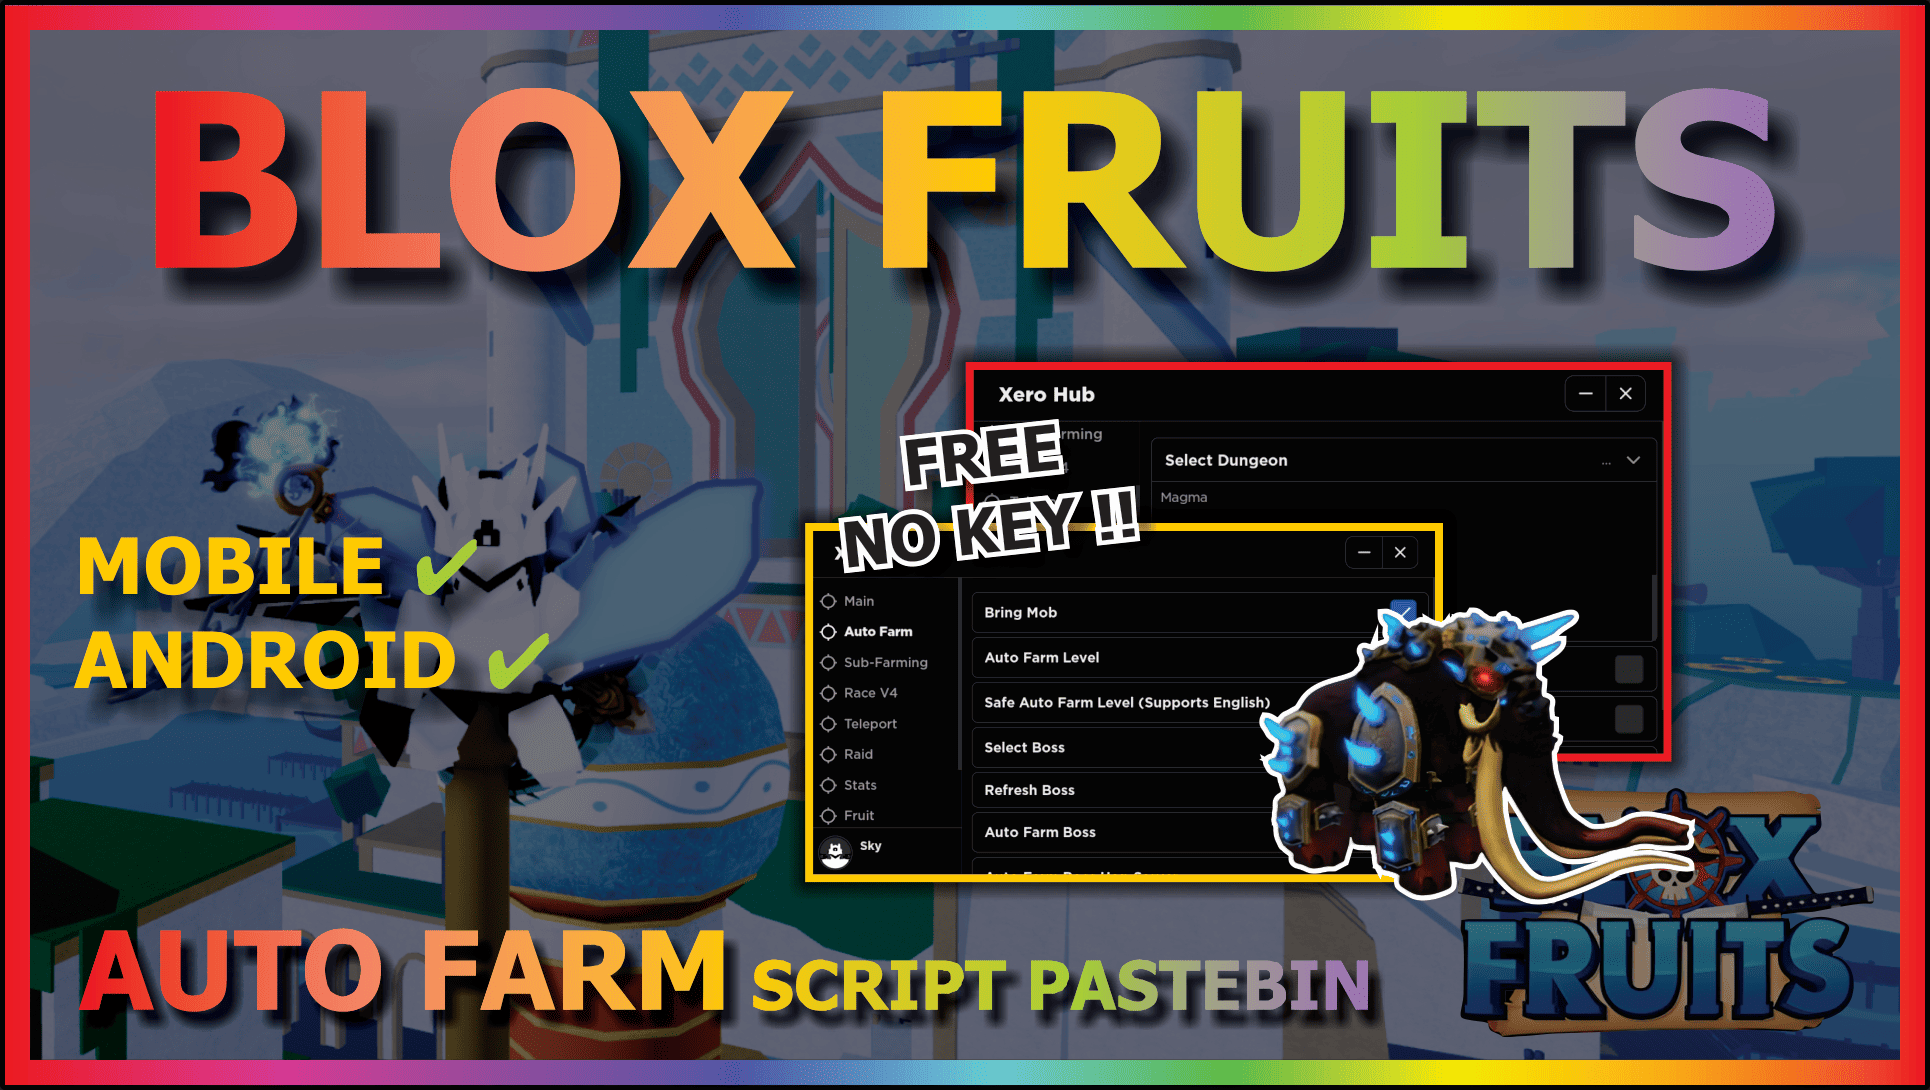 BLOX FRUITS
Xero Hub
Select Dungeon
...
Magma
FREE
NO KEY !!
MOBILE ✔
ANDROID ✔
Main
Auto Farm
Sub-Farming
Race V4
Teleport
Raid
Stats
Fruit
Sky
Bring Mob
Auto Farm Level
Safe Auto Farm Level (Supports English)
Select Boss
Refresh Boss
Auto Farm Boss
AUTO FARM SCRIPT PASTEBIN
FRUITS